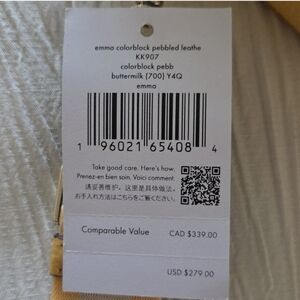 emma colorblock pebbled leathe
KK907
colorblock pebb
buttermilk (700) Y4Q
emma
1 96021 65408 4
Take good care. Here's how.
Prenez-en bien soin. Voici comment.
请妥善维护。这里是具体做法。
お手入れ方法はこちらをご覧ください。
Comparable Value CAD $339.00
USD $279.00